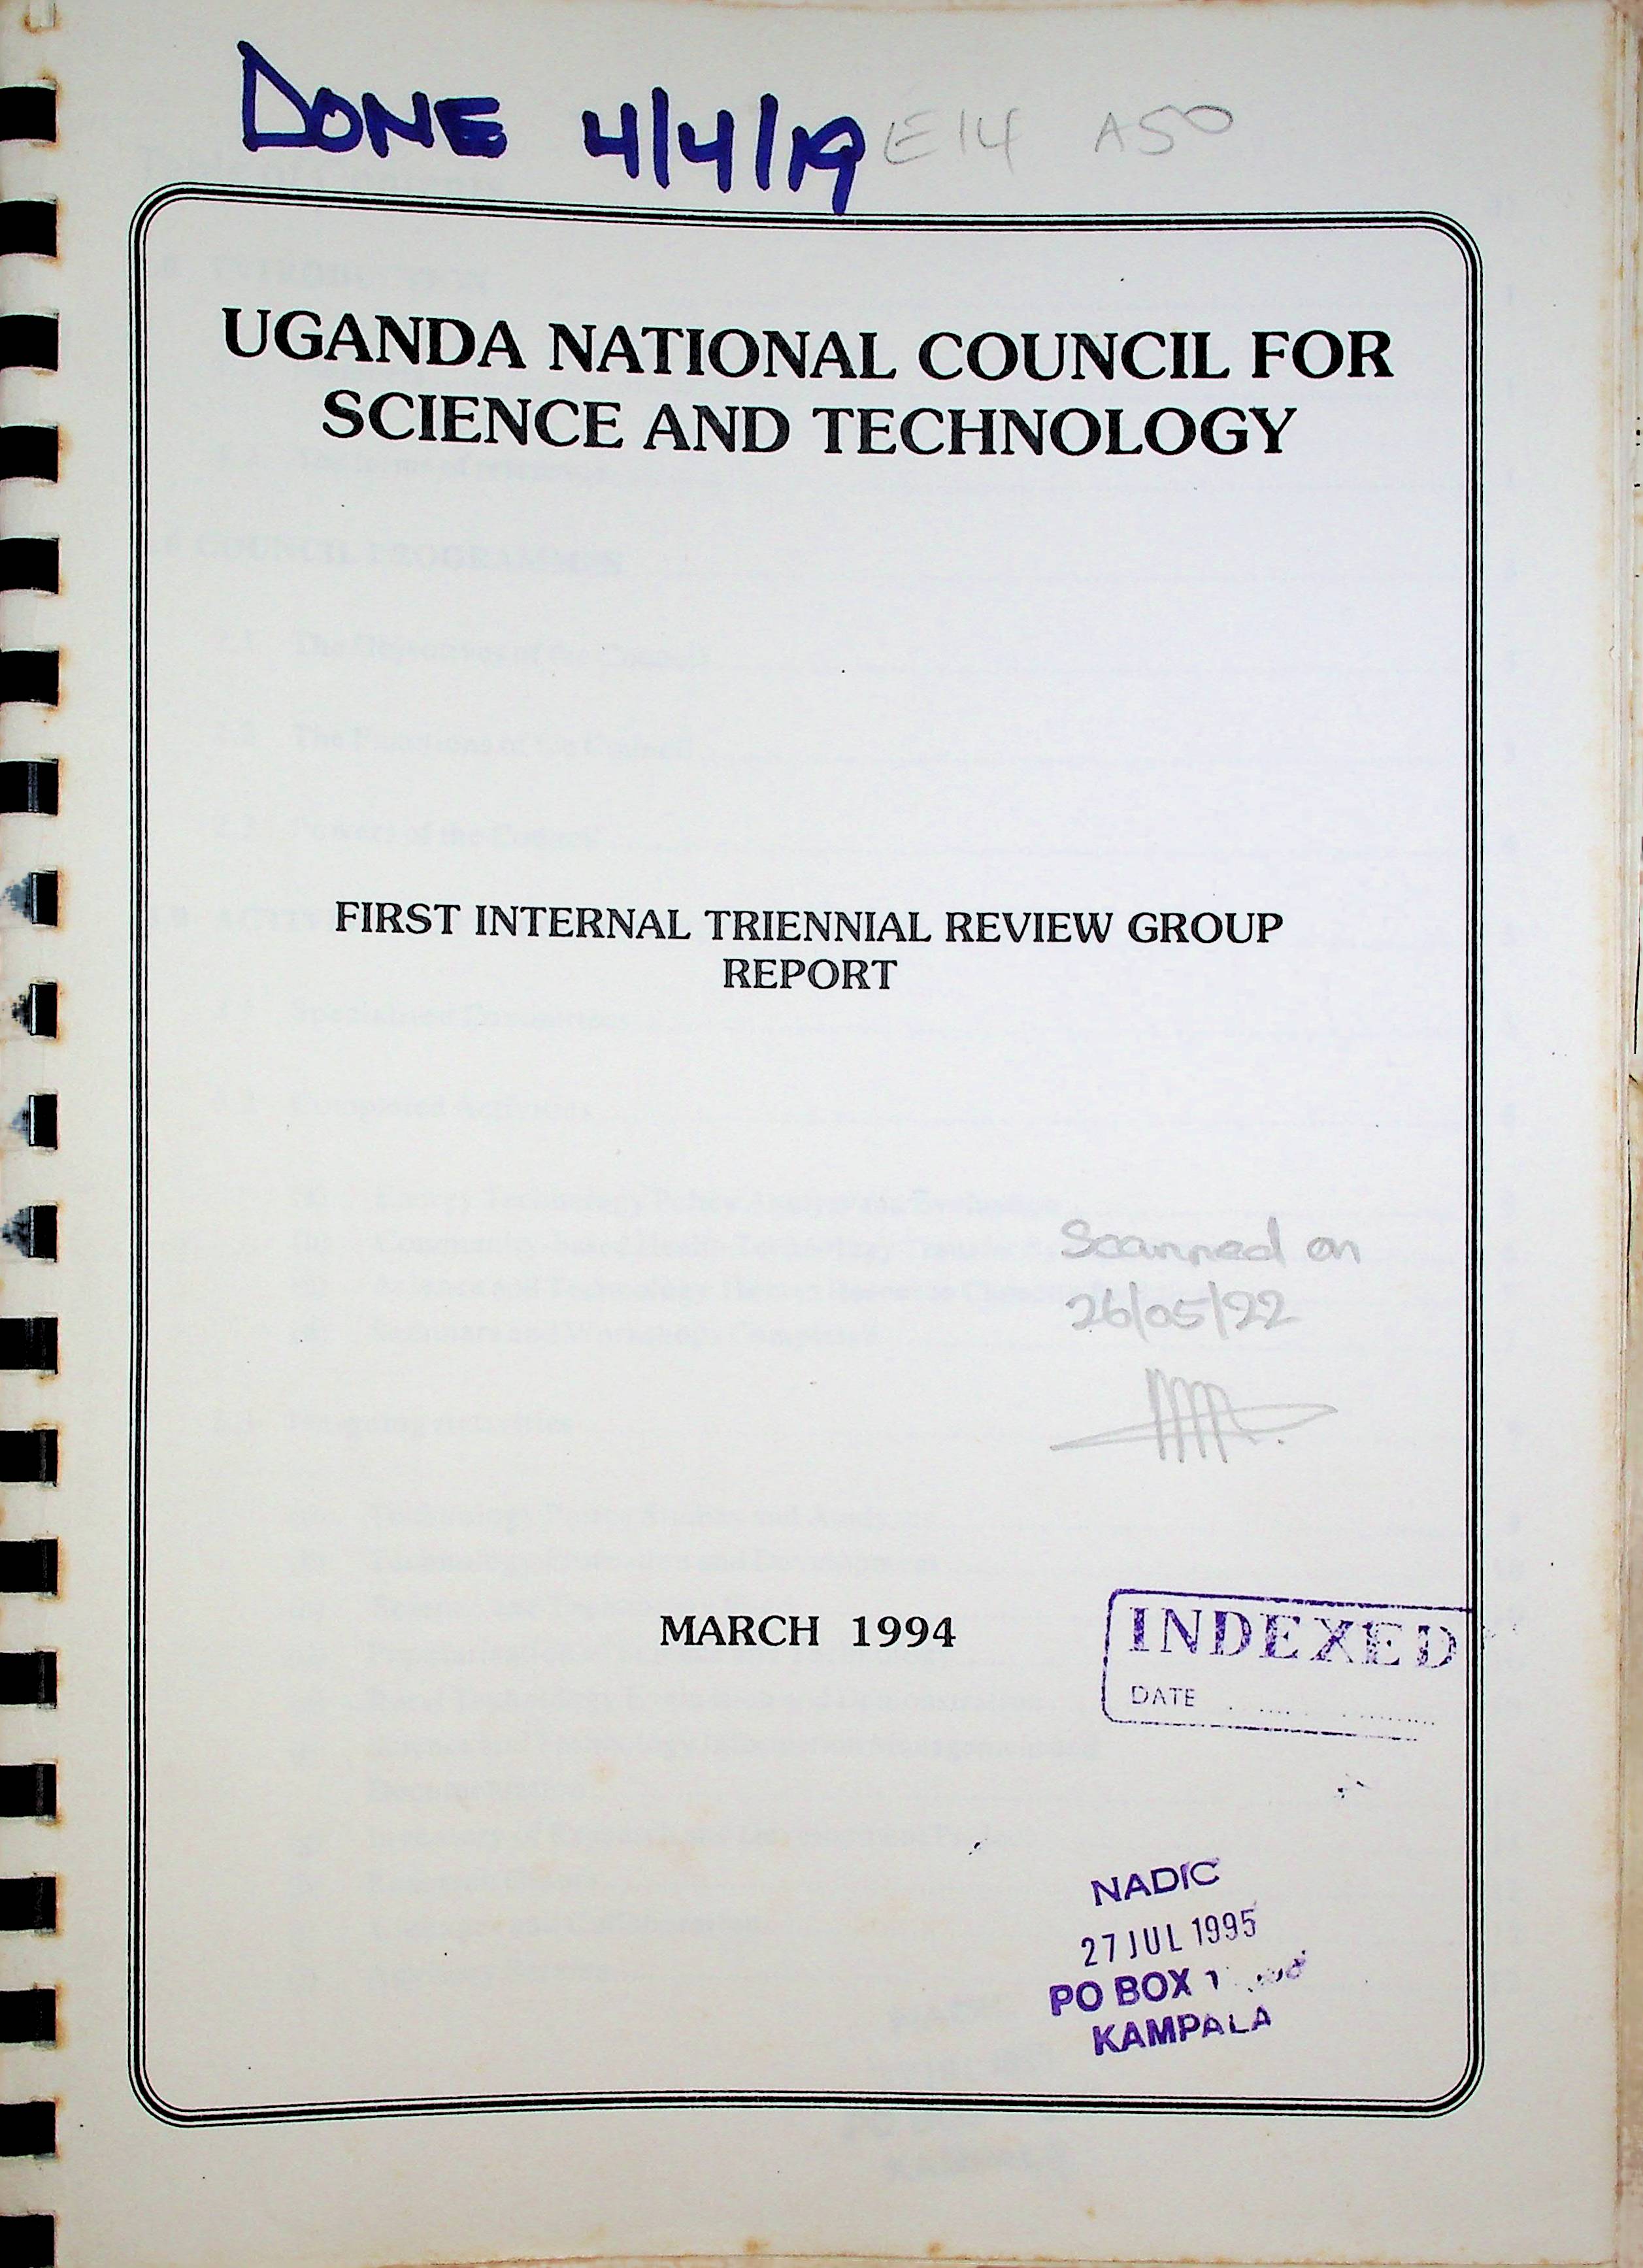 DONE 4/4/19 E14 A50
UGANDA NATIONAL COUNCIL FOR
SCIENCE AND TECHNOLOGY
FIRST INTERNAL TRIENNIAL REVIEW GROUP
REPORT
Scanned on
26/05/22
MARCH 1994
INDEXED
DATE
NADIC
27 JUL 1995
PO BOX
KAMPALA